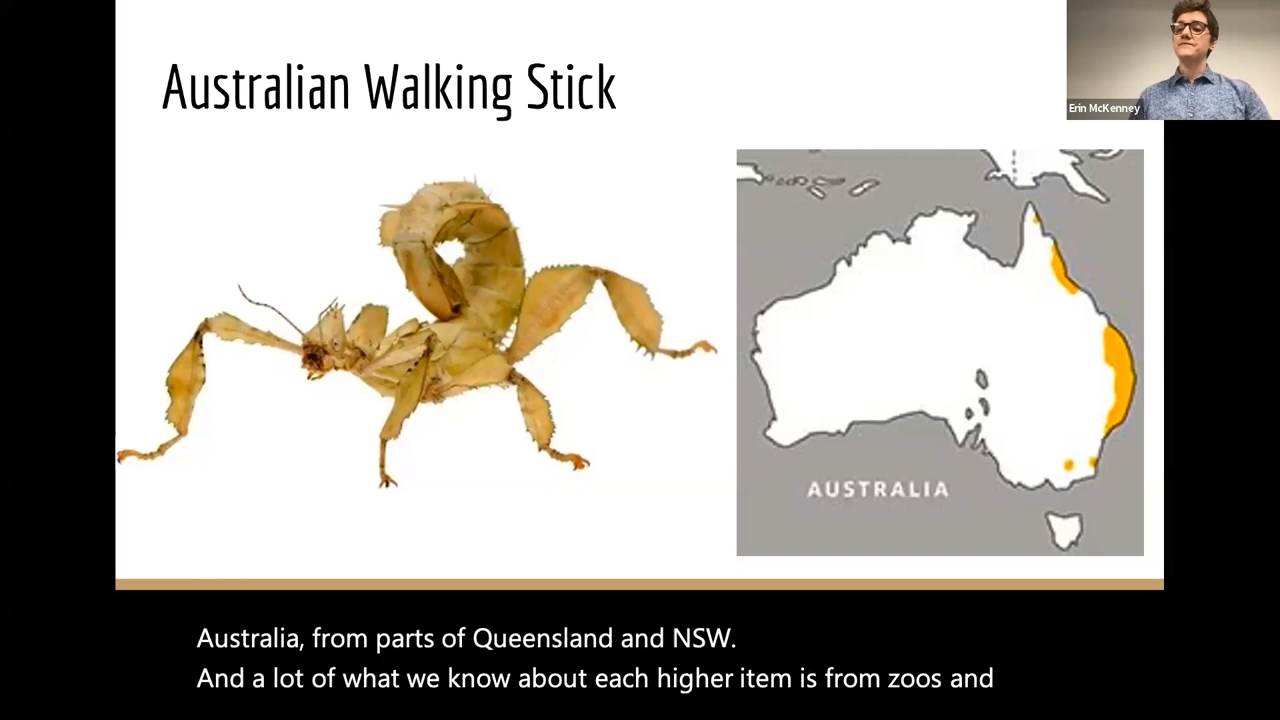 Australian Walking Stick
Erin McKenney
AUSTRALIA
Australia, from parts of Queensland and NSW.
And a lot of what we know about each higher item is from zoos and